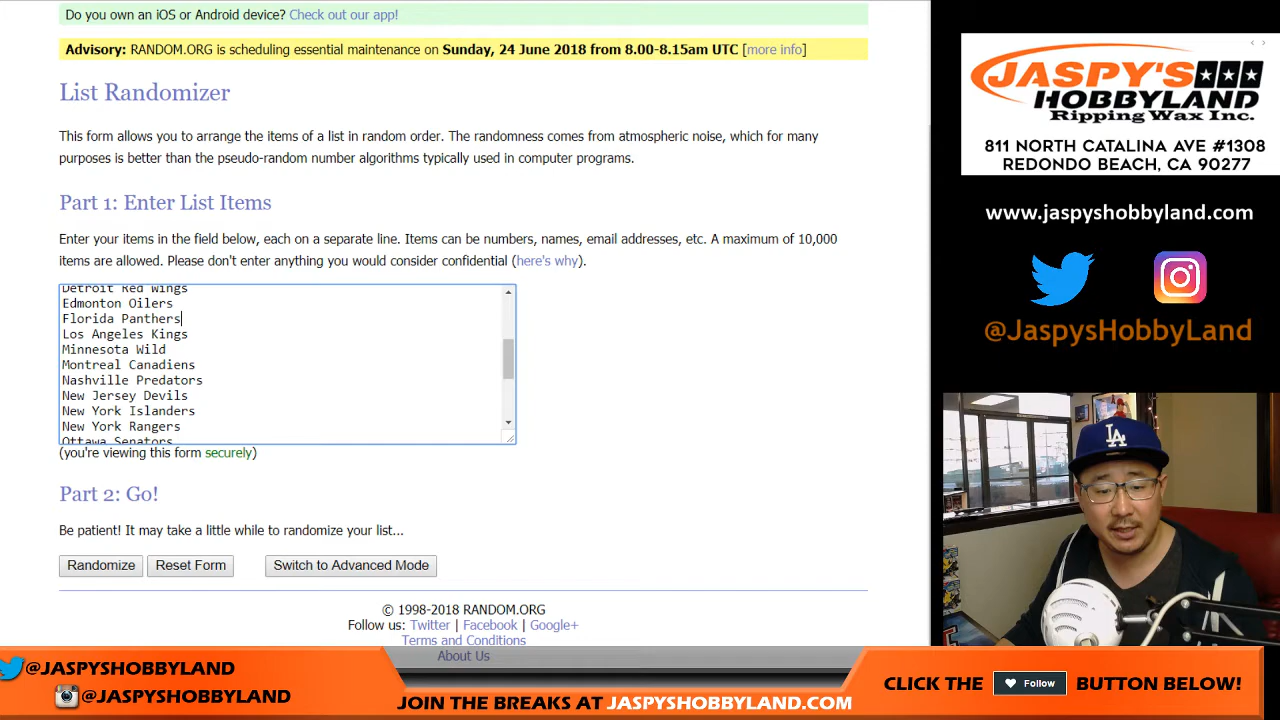 Do you own an iOS or Android device? Check out our app!
Advisory: RANDOM.ORG is scheduling essential maintenance on Sunday, 24 June 2018 from 8.00-8.15am UTC [more info]
List Randomizer
This form allows you to arrange the items of a list in random order. The randomness comes from atmospheric noise, which for many
purposes is better than the pseudo-random number algorithms typically used in computer programs.
Part 1: Enter List Items
Enter your items in the field below, each on a separate line. Items can be numbers, names, email addresses, etc. A maximum of 10,000
items are allowed. Please don't enter anything you would consider confidential (here's why).
Detroit Red Wings
Edmonton Oilers
Florida Panthers
Los Angeles Kings
Minnesota Wild
Montreal Canadiens
Nashville Predators
New Jersey Devils
New York Islanders
New York Rangers
Ottawa Senators
(you're viewing this form securely)
Part 2: Go!
Be patient! It may take a little while to randomize your list...
Randomize Reset Form Switch to Advanced Mode
© 1998-2018 RANDOM.ORG
Follow us: Twitter | Facebook | Google+
Terms and Conditions
About Us
JASPY'S
HOBBYLAND
Ripping Wax Inc.
811 NORTH CATALINA AVE #1308
REDONDO BEACH, CA 90277
www.jaspyshobbyland.com
@JaspysHobbyLand
LA
@JASPYSHOBBYLAND
@JASPYSHOBBYLAND
JOIN THE BREAKS AT JASPYSHOBBYLAND.COM
CLICK THE Follow BUTTON BELOW!